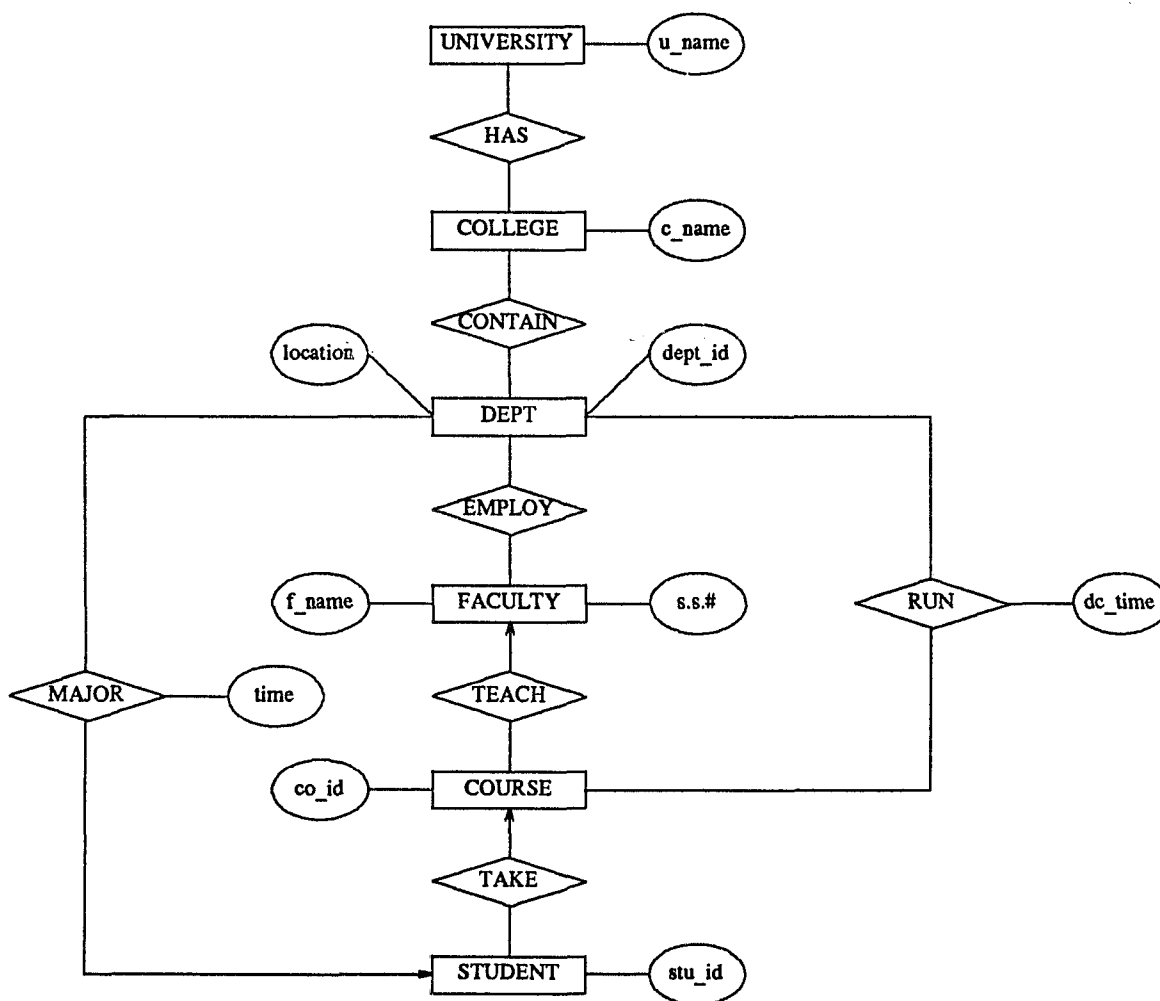 UNIVERSITY
u_name
HAS
COLLEGE
c_name
CONTAIN
location
dept_id
DEPT
EMPLOY
f_name
FACULTY
s.s.#
RUN
dc_time
MAJOR
time
TEACH
co_id
COURSE
TAKE
STUDENT
stu_id